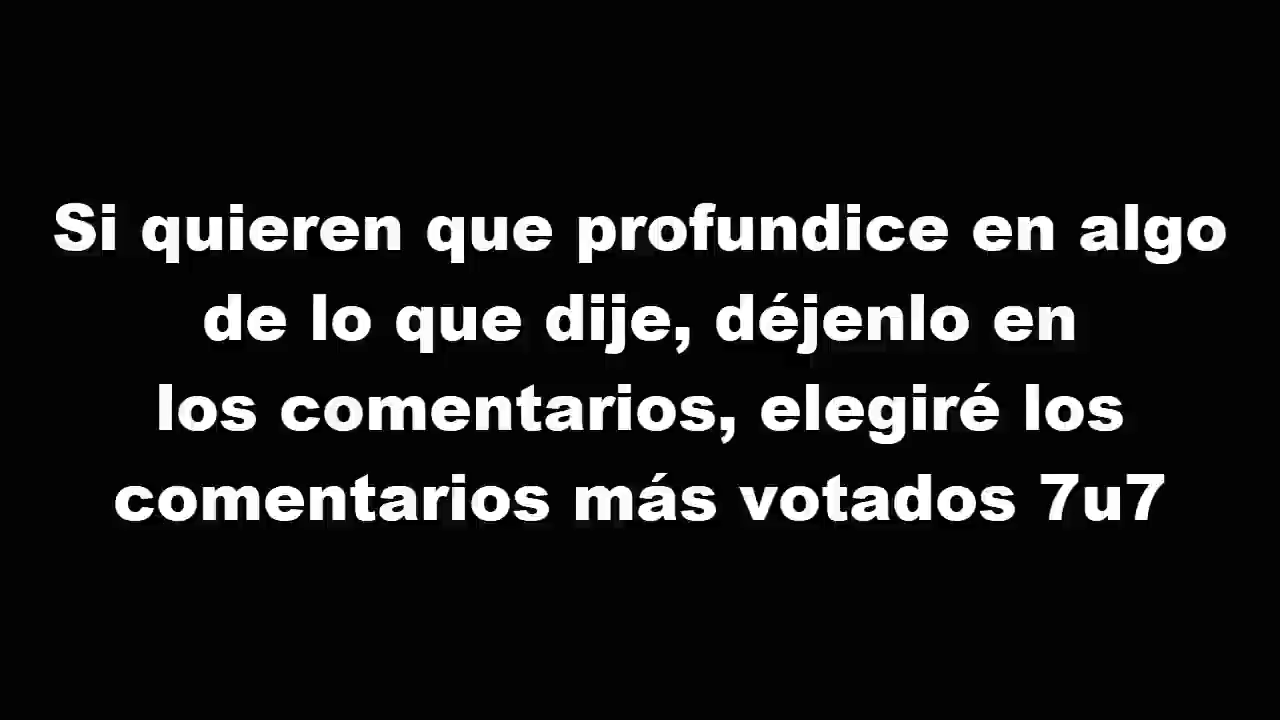 Si quieren que profundice en algo
de lo que dije, déjenlo en
los comentarios, elegiré los
comentarios más votados 7u7